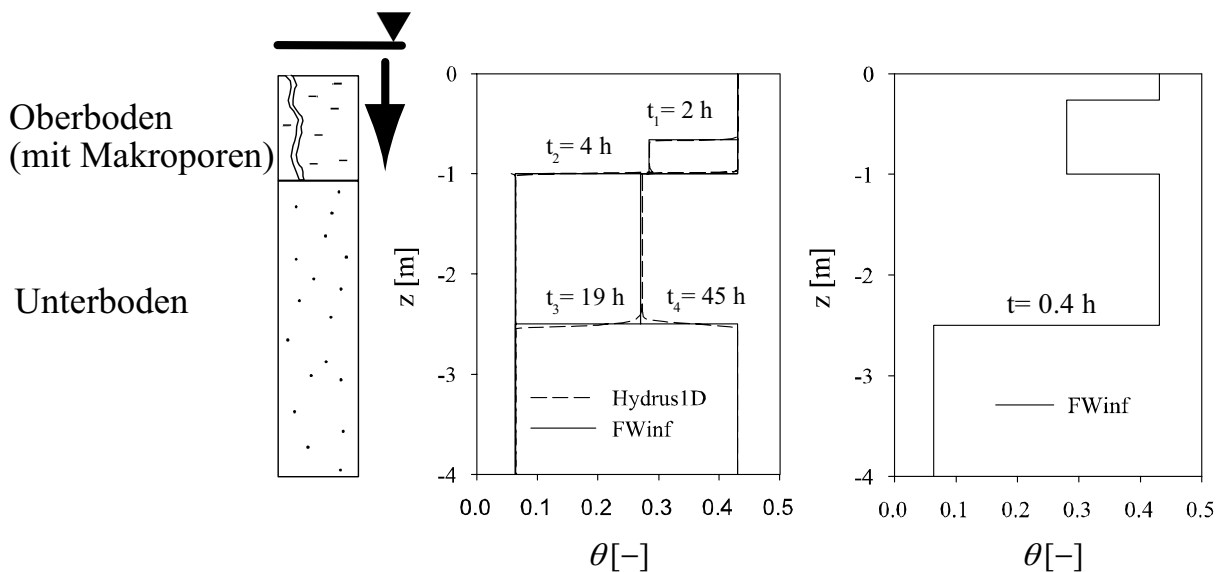 Oberboden
(mit Makroporen)
Unterboden
z [m]
0
-1
-2
-3
-4
t₁= 2 h
t₂= 4 h
t₃= 19 h
t₄= 45 h
Hydrus1D
FWinf
0.0 0.1 0.2 0.3 0.4 0.5
θ[−]
z [m]
0
-1
-2
-3
-4
t= 0.4 h
FWinf
0.0 0.1 0.2 0.3 0.4 0.5
θ[−]